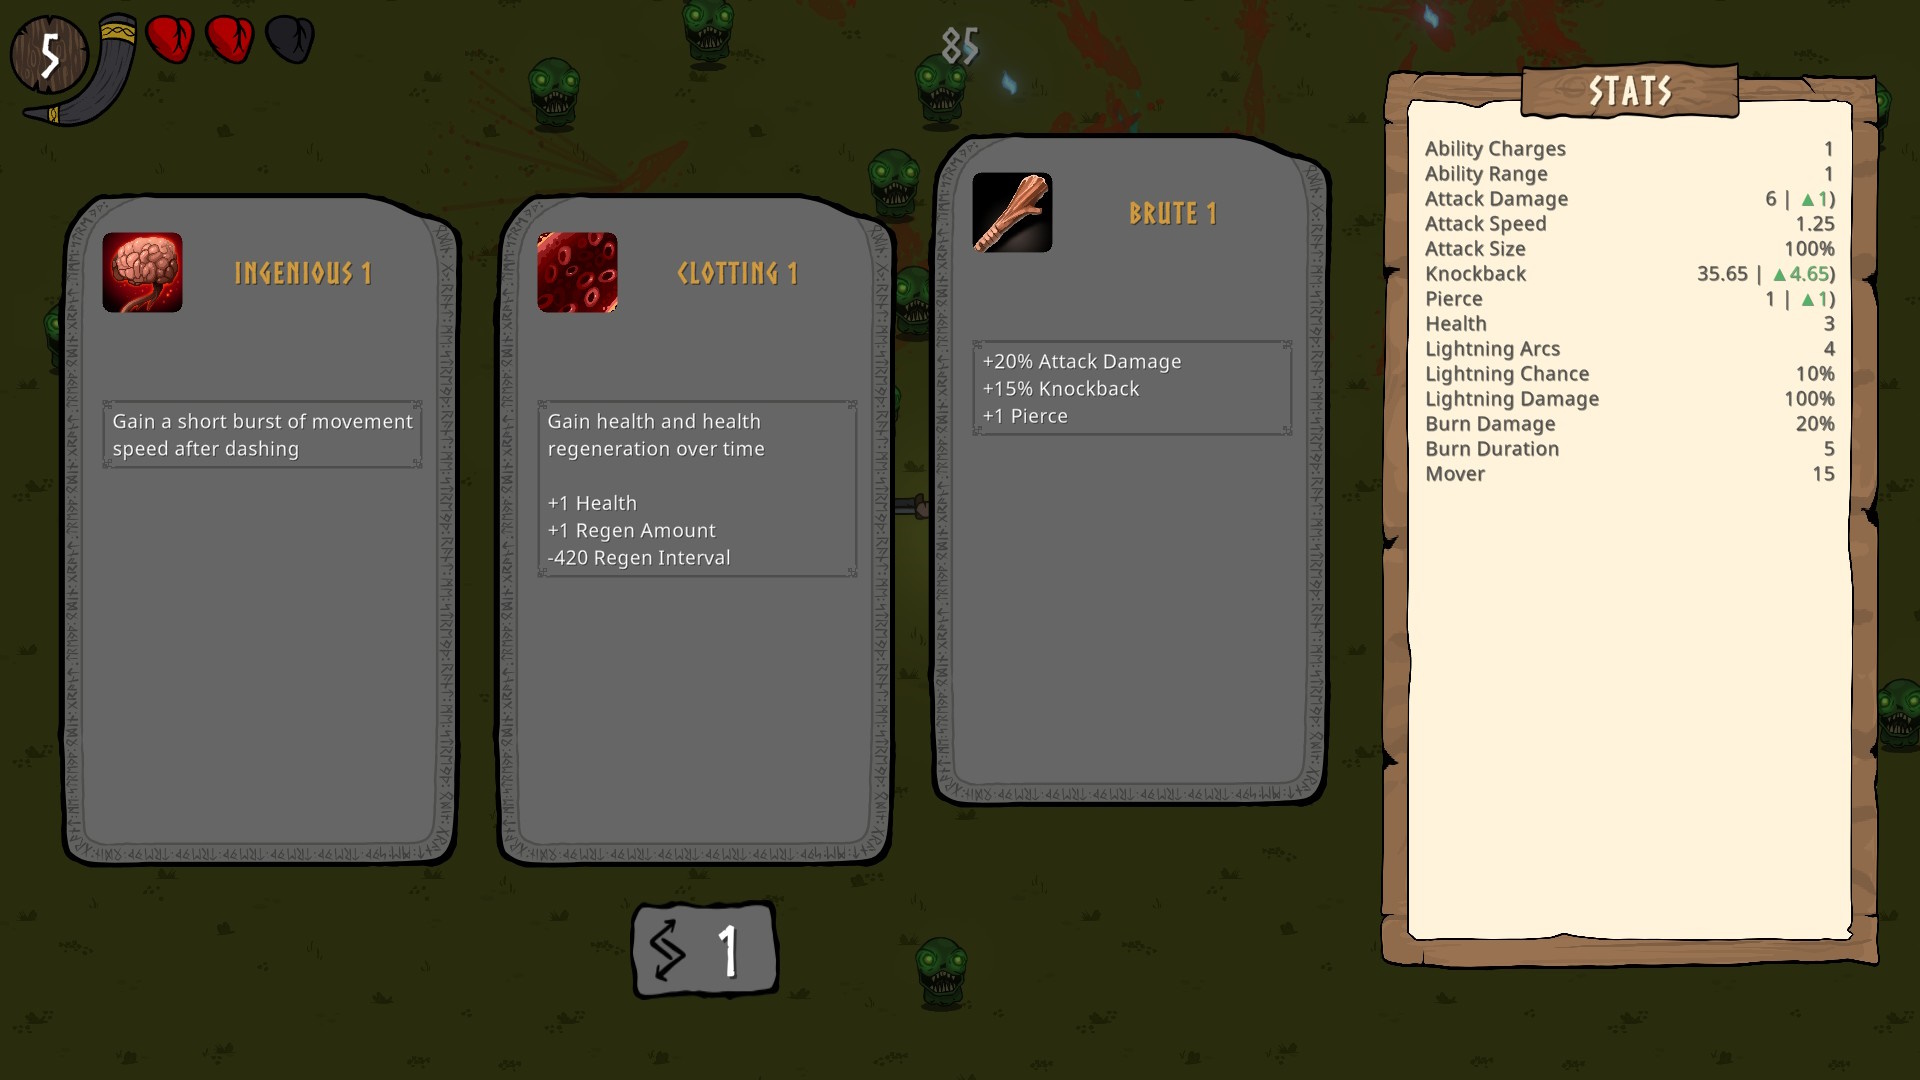 5
85
INGENIOUS 1
Gain a short burst of movement
speed after dashing
CLOTTING 1
Gain health and health
regeneration over time
+1 Health
+1 Regen Amount
-420 Regen Interval
BRUTE 1
+20% Attack Damage
+15% Knockback
+1 Pierce
1
STATS
Ability Charges 1
Ability Range 1
Attack Damage 6 | ▲1)
Attack Speed 1.25
Attack Size 100%
Knockback 35.65 | ▲4.65)
Pierce 1 | ▲1)
Health 3
Lightning Arcs 4
Lightning Chance 10%
Lightning Damage 100%
Burn Damage 20%
Burn Duration 5
Mover 15